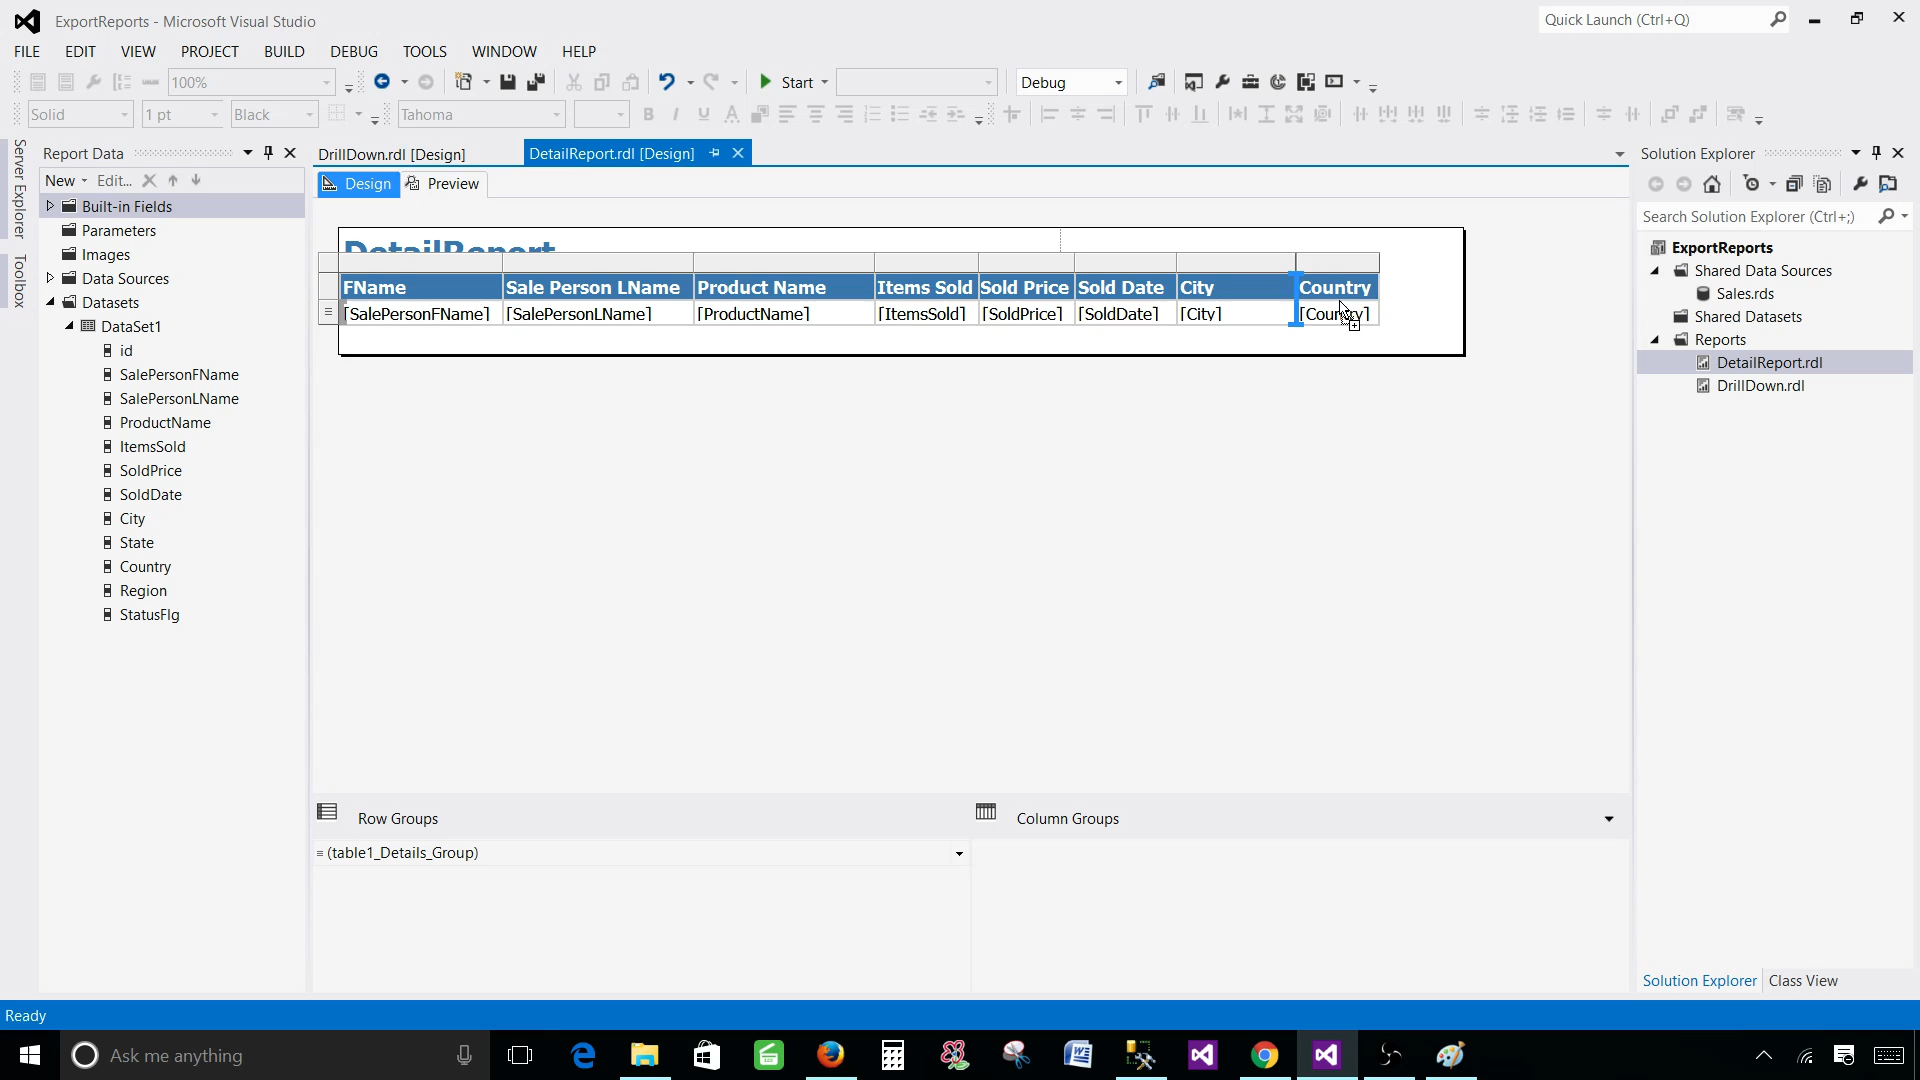 ExportReports - Microsoft Visual Studio
Quick Launch (Ctrl+Q)
FILE EDIT VIEW PROJECT BUILD DEBUG TOOLS WINDOW HELP
100% Start Debug
Solid 1 pt Black Tahoma
Server Explorer
Toolbox
Report Data
New Edit...
Built-in Fields
Parameters
Images
Data Sources
Datasets
DataSet1
id
SalePersonFName
SalePersonLName
ProductName
ItemsSold
SoldPrice
SoldDate
City
State
Country
Region
StatusFlg
DrillDown.rdl [Design] DetailReport.rdl [Design]
Design Preview
DetailReport
FName Sale Person LName Product Name Items Sold Sold Price Sold Date City Country
[SalePersonFName] [SalePersonLName] [ProductName] [ItemsSold] [SoldPrice] [SoldDate] [City] [Country]
Row Groups Column Groups
(table1_Details_Group)
Solution Explorer
Search Solution Explorer (Ctrl+;)
ExportReports
Shared Data Sources
Sales.rds
Shared Datasets
Reports
DetailReport.rdl
DrillDown.rdl
Solution Explorer Class View
Ready
Ask me anything